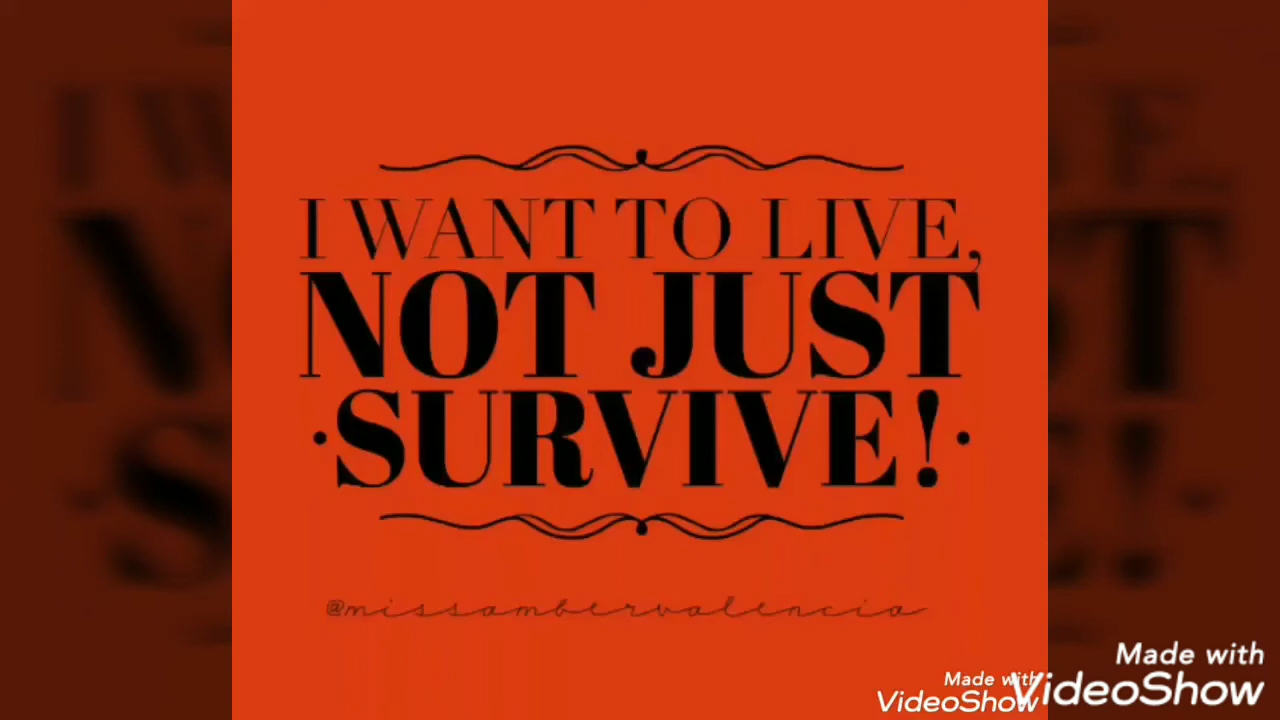 I WANT TO LIVE,
NOT JUST
·SURVIVE!·
@missambervalencia
Made with
VideoShow
Made with
VideoShow